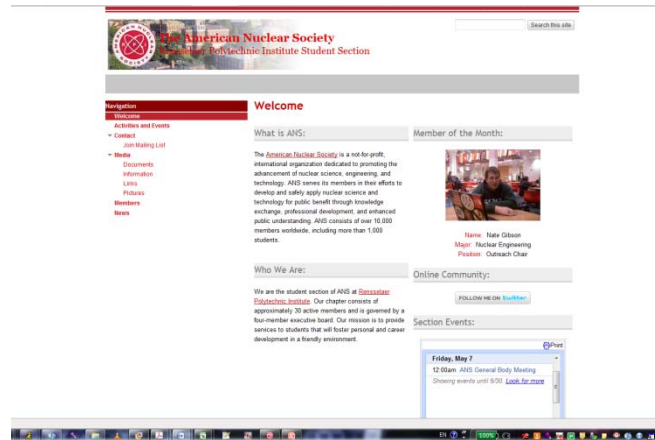 The American Nuclear Society
Rensselaer Polytechnic Institute Student Section
Search this site
Navigation
Welcome
Activities and Events
Contact
Join Mailing List
Media
Documents
Information
Links
Pictures
Members
News
Welcome
What is ANS:
The American Nuclear Society is a not-for-profit,
international organization dedicated to promoting the
advancement of nuclear science, engineering, and
technology. ANS serves its members in their efforts to
develop and safely apply nuclear science and
technology for public benefit through knowledge
exchange, professional development, and enhanced
public understanding. ANS consists of over 10,000
members worldwide, including more than 1,000
students.
Who We Are:
We are the student section of ANS at Rensselaer
Polytechnic Institute. Our chapter consists of
approximately 30 active members and is governed by a
four-member executive board. Our mission is to provide
services to students that will foster personal and career
development in a friendly environment.
Member of the Month:
Name: Nate Gibson
Major: Nuclear Engineering
Position: Outreach Chair
Online Community:
FOLLOW ME ON twitter
Section Events:
Print
Friday, May 7
12:00am ANS General Body Meeting
Showing events until 6/30. Look for more
EN
100%